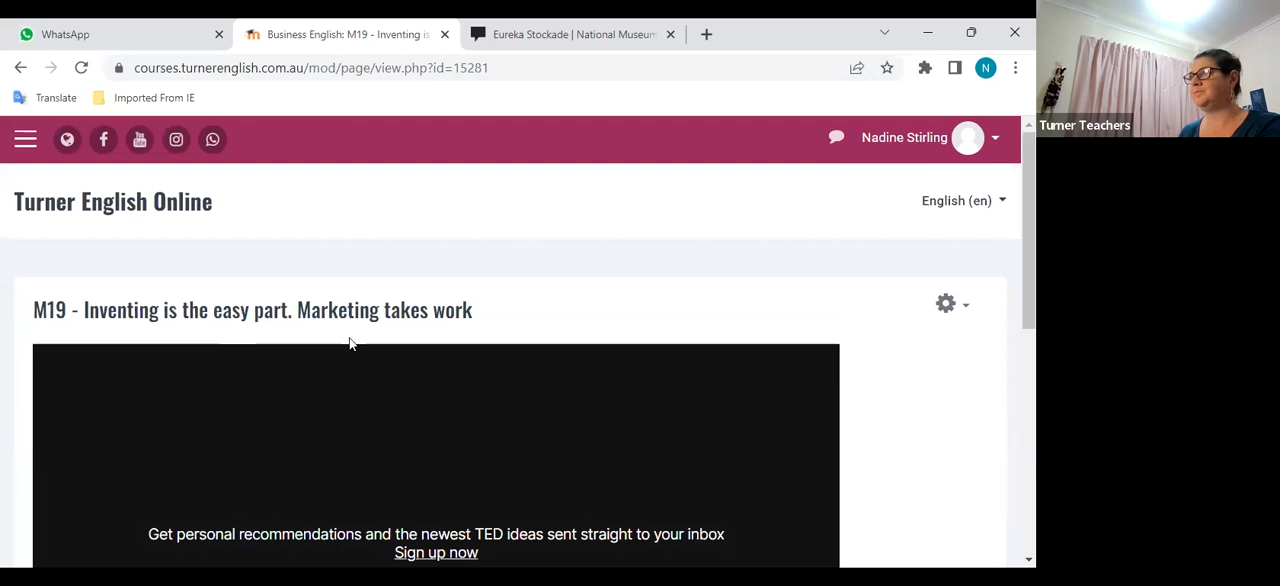 WhatsApp
Business English: M19 - Inventing is
Eureka Stockade | National Museum
courses.turnerenglish.com.au/mod/page/view.php?id=15281
N
Translate
Imported From IE
Nadine Stirling
Turner Teachers
Turner English Online
English (en)
M19 - Inventing is the easy part. Marketing takes work
Get personal recommendations and the newest TED ideas sent straight to your inbox
Sign up now